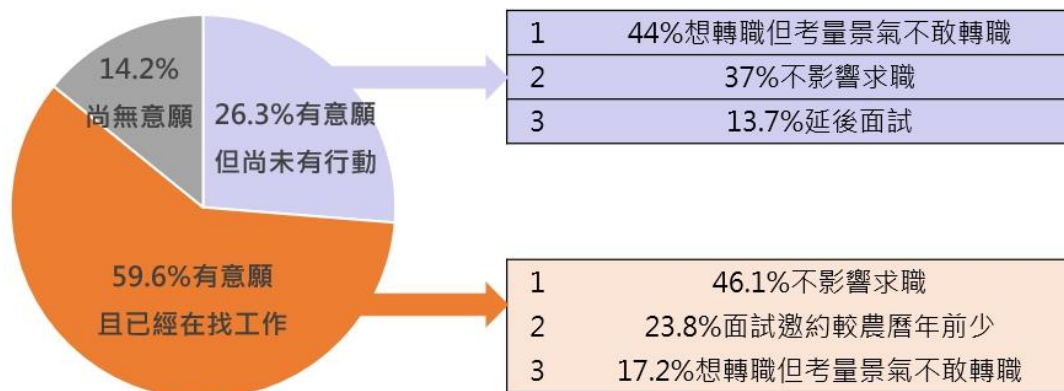 14.2%
尚無意願
26.3%有意願
但尚未有行動
59.6%有意願
且已經在找工作
1 44%想轉職但考量景氣不敢轉職
2 37%不影響求職
3 13.7%延後面試
1 46.1%不影響求職
2 23.8%面試邀約較農曆年前少
3 17.2%想轉職但考量景氣不敢轉職